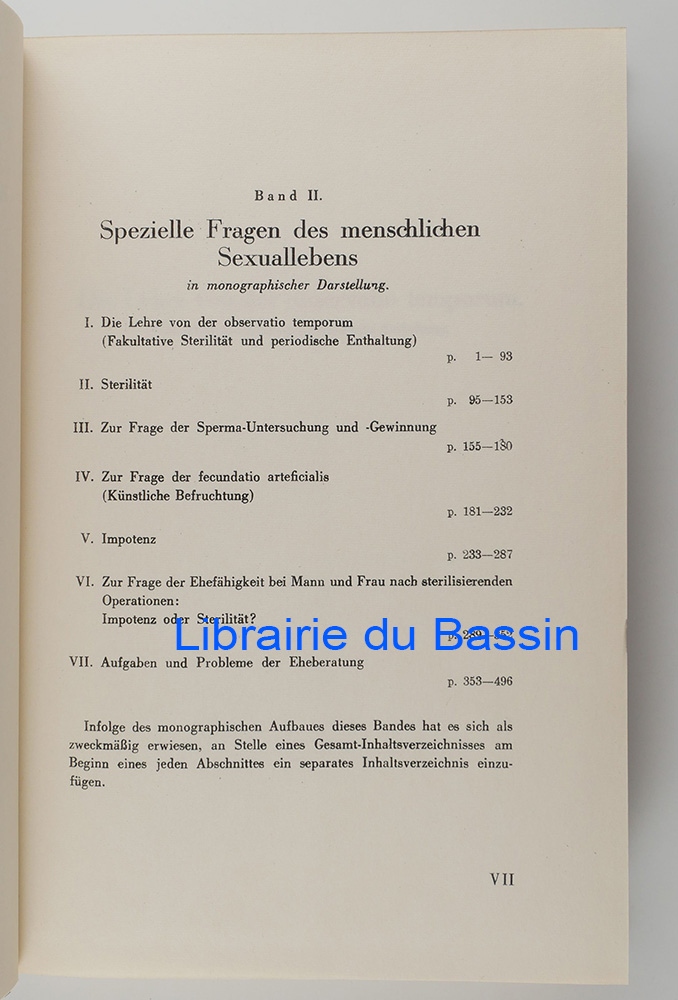 Band II.
Spezielle Fragen des menschlichen
Sexuallebens
in monographischer Darstellung.
I. Die Lehre von der observatio temporum
(Fakultative Sterilität und periodische Enthaltung)
p. 1— 93
II. Sterilität
p. 95—153
III. Zur Frage der Sperma-Untersuchung und -Gewinnung
p. 155—180
IV. Zur Frage der fecundatio arteficialis
(Künstliche Befruchtung)
p. 181—232
V. Impotenz
p. 233—287
VI. Zur Frage der Ehefähigkeit bei Mann und Frau nach sterilisierenden
Operationen:
Impotenz oder Sterilität?
Librairie du Bassin
p.
VII. Aufgaben und Probleme der Eheberatung
p. 353—496
Infolge des monographischen Aufbaues dieses Bandes hat es sich als
zweckmäßig erwiesen, an Stelle eines Gesamt-Inhaltsverzeichnisses am
Beginn eines jeden Abschnittes ein separates Inhaltsverzeichnis einzu-
fügen.
VII